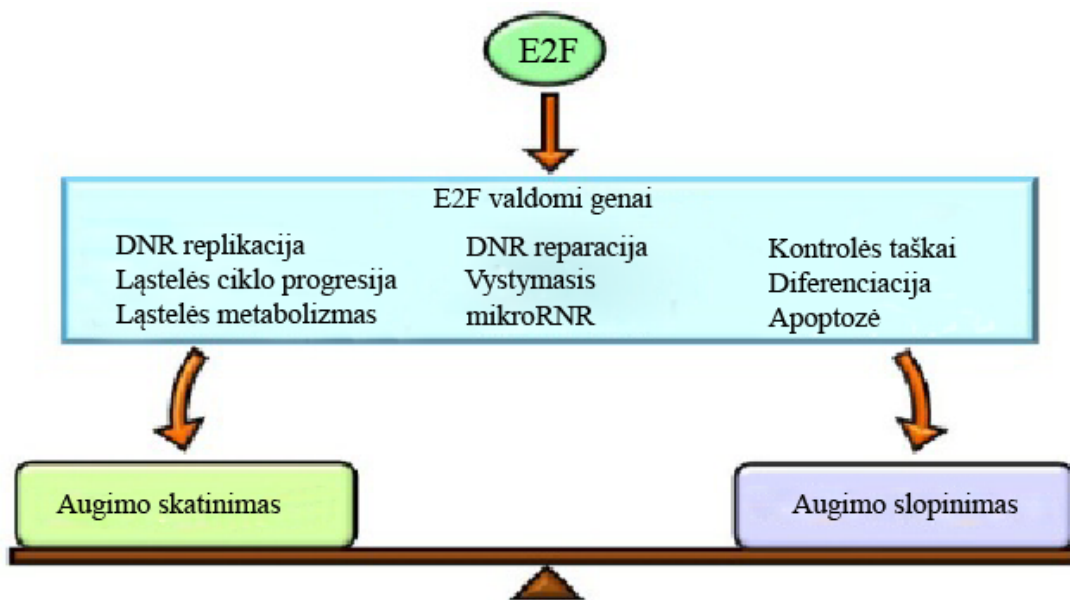 E2F
E2F valdomi genai
DNR replikacija
Ląstelės ciklo progresija
Ląstelės metabolizmas
DNR reparacija
Vystymasis
mikroRNR
Kontrolės taškai
Diferenciacija
Apoptozė
Augimo skatinimas
Augimo slopinimas